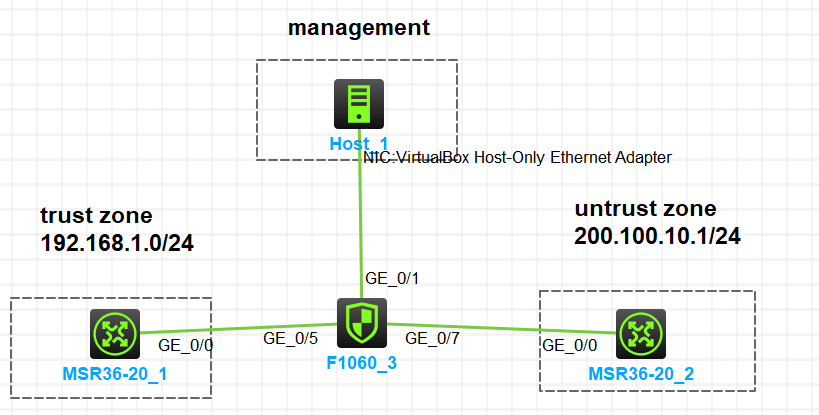 management
Host_1
NIC:VirtualBox Host-Only Ethernet Adapter
trust zone
192.168.1.0/24
untrust zone
200.100.10.1/24
GE_0/1
GE_0/0
GE_0/5
GE_0/7
GE_0/0
MSR36-20_1
F1060_3
MSR36-20_2